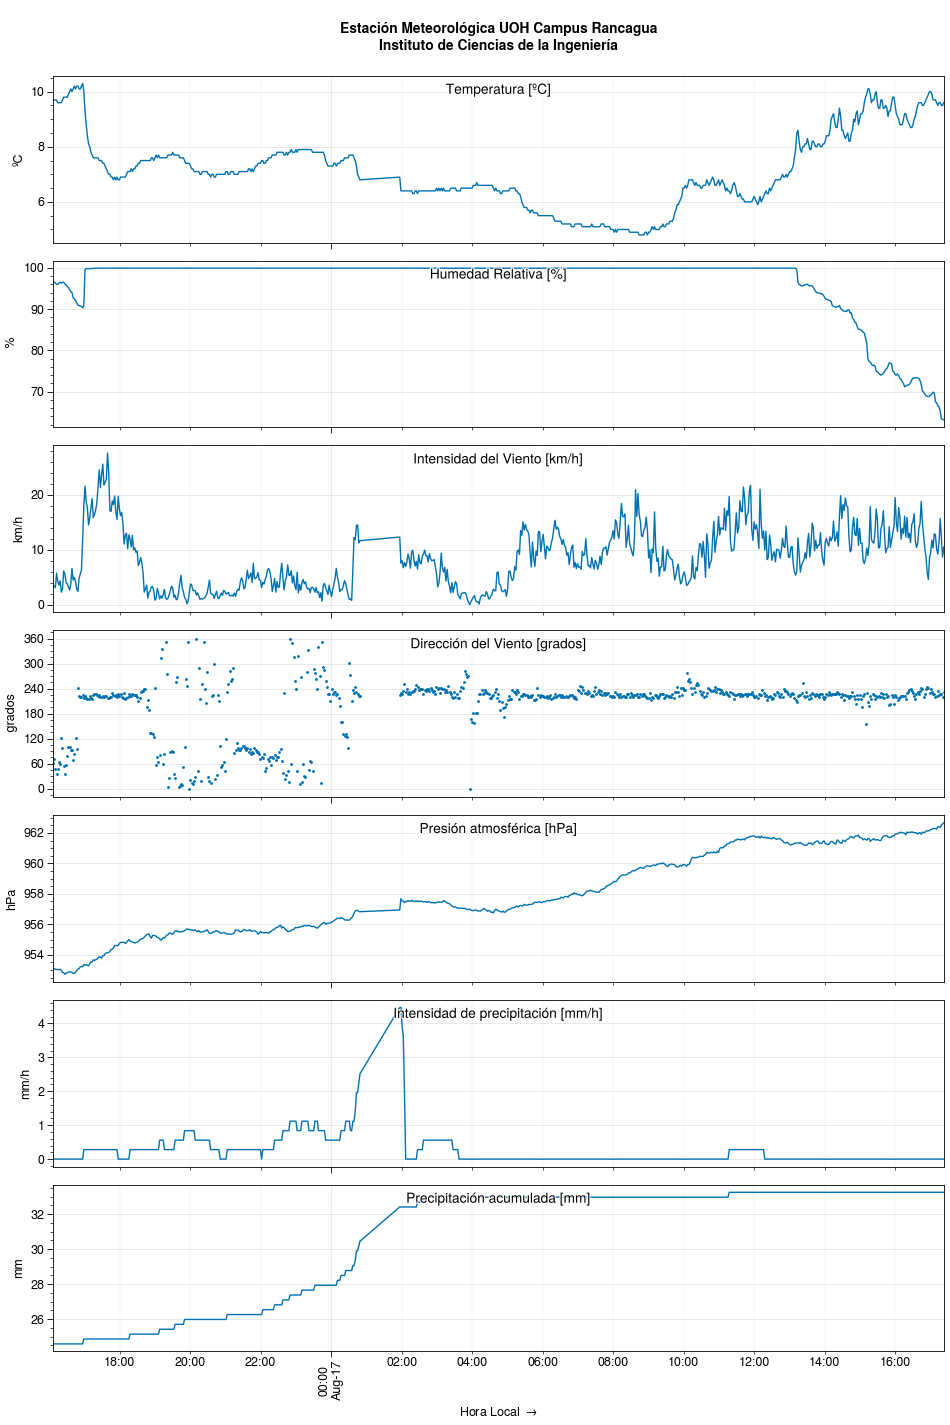 Estación Meteorológica UOH Campus Rancagua
Instituto de Ciencias de la Ingeniería
Temperatura [ºC]
10
8
6
ºC
Humedad Relativa [%]
100
90
80
70
%
Intensidad del Viento [km/h]
20
10
0
km/h
Dirección del Viento [grados]
360
300
240
180
120
60
0
grados
Presión atmosférica [hPa]
962
960
958
956
954
hPa
Intensidad de precipitación [mm/h]
4
3
2
1
0
mm/h
Precipitación acumulada [mm]
32
30
28
26
mm
18:00 20:00 22:00 00:00 02:00 04:00 06:00 08:00 10:00 12:00 14:00 16:00
Aug-17
Hora Local →